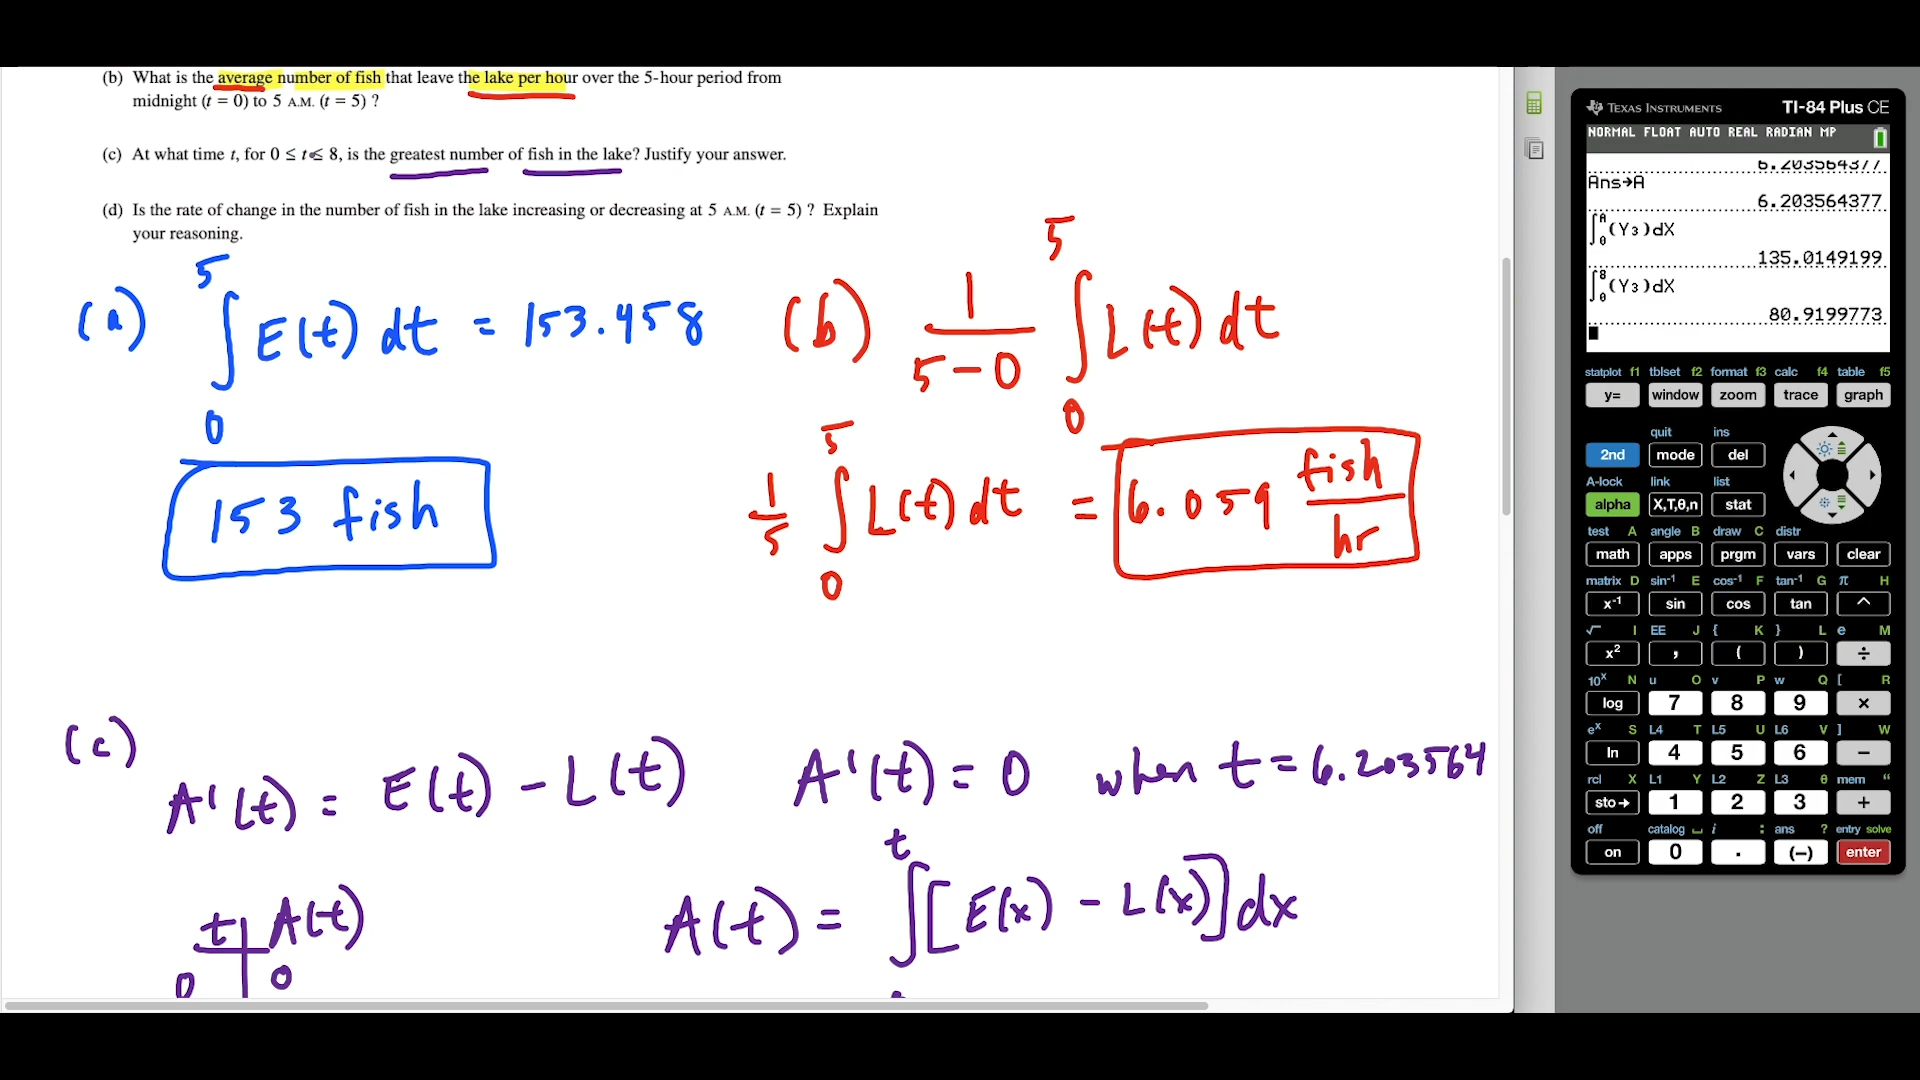 (b) What is the average number of fish that leave the lake per hour over the 5-hour period from
midnight (t = 0) to 5 A.M. (t = 5) ?
(c) At what time t, for 0 ≤ t ≤ 8, is the greatest number of fish in the lake? Justify your answer.
(d) Is the rate of change in the number of fish in the lake increasing or decreasing at 5 A.M. (t = 5) ? Explain
your reasoning.
(a) ∫₀⁵ E(t) dt = 153.458
153 fish
(b) 1/(5-0) ∫₀⁵ L(t) dt
1/5 ∫₀⁵ L(t) dt = 6.059 fish/hr
(c)
A'(t) = E(t) - L(t) A'(t) = 0 when t = 6.203564
t A(t)
0 0
A(t) = ∫ᵗ [E(x) - L(x)] dx
TEXAS INSTRUMENTS TI-84 Plus CE
NORMAL FLOAT AUTO REAL RADIAN MP
6.203564377
Ans→A
6.203564377
∫₀ᴬ(Y₃)dX
135.0149199
∫₀⁸(Y₃)dX
80.9199773
statplot f1 tblset f2 format f3 calc f4 table f5
y= window zoom trace graph
quit ins
2nd mode del
A-lock link list
alpha X,T,θ,n stat
test A angle B draw C distr
math apps prgm vars clear
matrix D sin⁻¹ E cos⁻¹ F tan⁻¹ G π H
x⁻¹ sin cos tan ^
√ I EE J { K } L e M
x² , ( ) ÷
10ˣ N u O v P w Q [ R
log 7 8 9 ×
eˣ S L4 T L5 U L6 V ] W
ln 4 5 6 −
rcl X L1 Y L2 Z L3 θ mem "
sto→ 1 2 3 +
off catalog ⎵ i : ans ? entry solve
on 0 . (−) enter